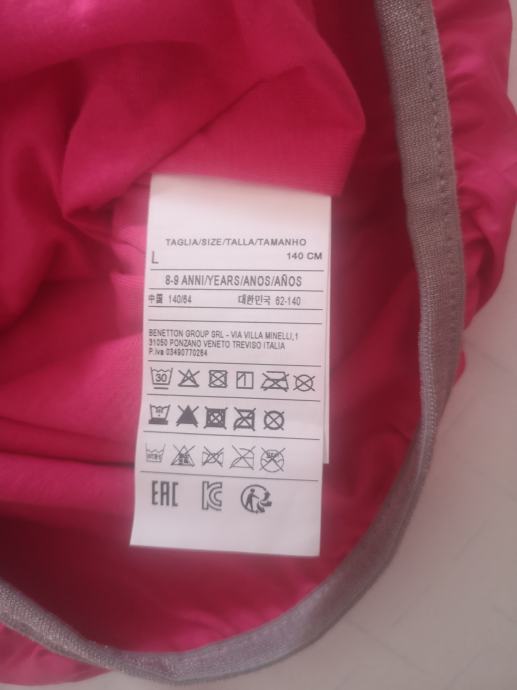 TAGLIA/SIZE/TALLA/TAMANHO
L 140 CM
8-9 ANNI/YEARS/ANOS/AÑOS
中国 140/64 대한민국 62-140
BENETTON GROUP SRL - VIA VILLA MINELLI,1
31050 PONZANO VENETO TREVISO ITALIA
P.iva 03490770264
30
EAC